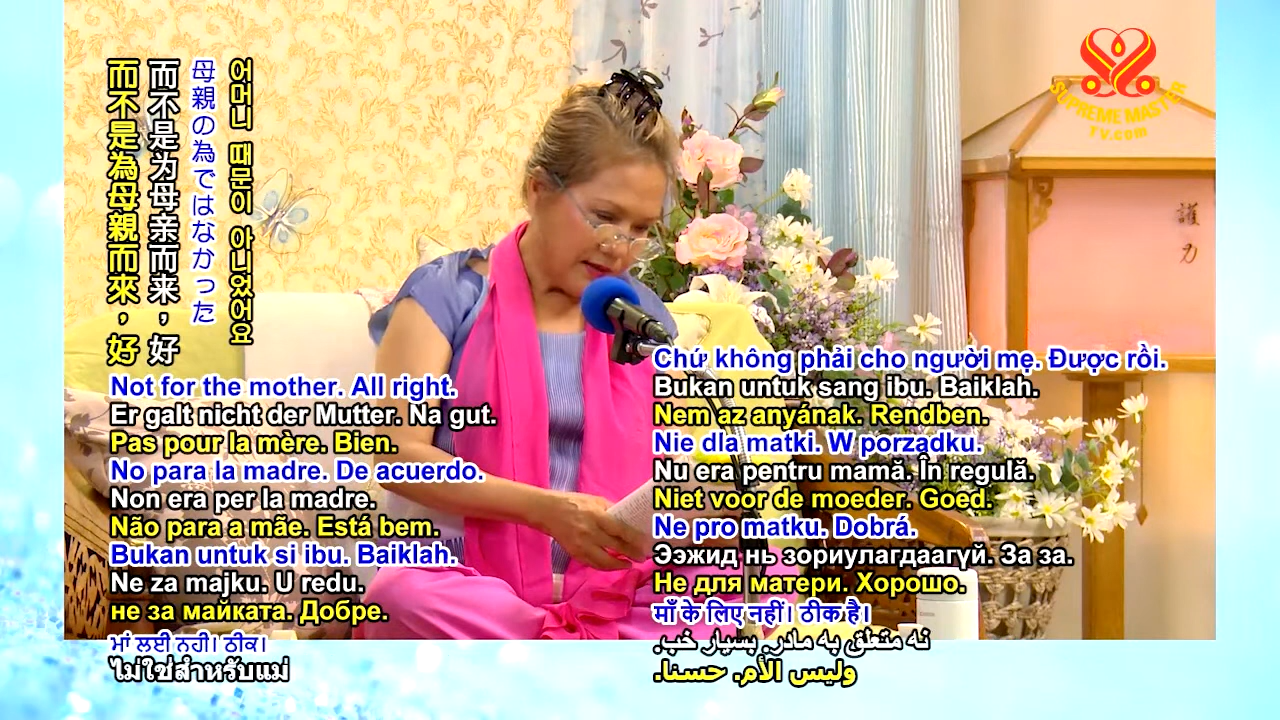 而不是為母親而來，好
而不是为母亲而来，好
母親の為ではなかった
어머니 때문이 아니었어요
SUPREME MASTER
TV.com
護
力
Not for the mother. All right.
Er galt nicht der Mutter. Na gut.
Pas pour la mère. Bien.
No para la madre. De acuerdo.
Non era per la madre.
Não para a mãe. Está bem.
Bukan untuk si ibu. Baiklah.
Ne za majku. U redu.
не за майката. Добре.
ਮਾਂ ਲਈ ਨਹੀ। ਠੀਕ।
ไม่ใช่สำหรับแม่
Chứ không phải cho người mẹ. Được rồi.
Bukan untuk sang ibu. Baiklah.
Nem az anyának. Rendben.
Nie dla matki. W porządku.
Nu era pentru mamă. În regulă.
Niet voor de moeder. Goed.
Ne pro matku. Dobrá.
Ээжид нь зориулагдаагүй. За за.
Не для матери. Хорошо.
माँ के लिए नहीं। ठीक है।
نه متعلق به مادر. بسیار خب.
وليس الأم. حسنا.